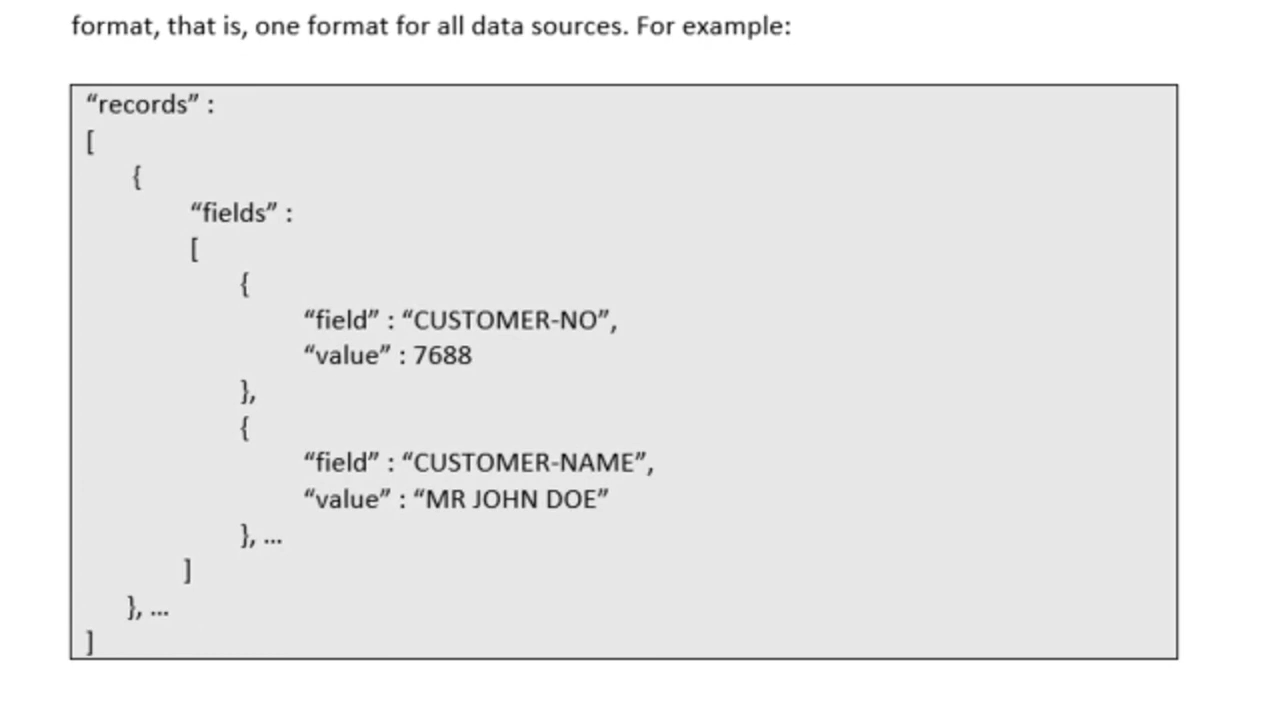 format, that is, one format for all data sources. For example:
“records” :
[
{
“fields” :
[
{
“field” : “CUSTOMER-NO”,
“value” : 7688
},
{
“field” : “CUSTOMER-NAME”,
“value” : “MR JOHN DOE”
}, ...
]
}, ...
]